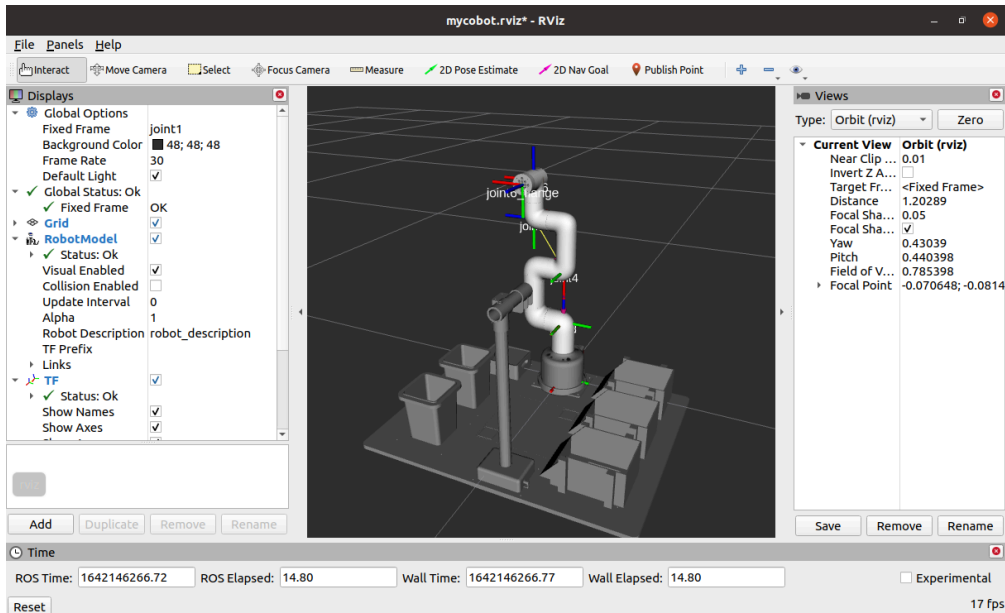 mycobot.rviz* - RViz
File Panels Help
Interact Move Camera Select Focus Camera Measure 2D Pose Estimate 2D Nav Goal Publish Point
Displays
Global Options
Fixed Frame joint1
Background Color 48; 48; 48
Frame Rate 30
Default Light
Global Status: Ok
Fixed Frame OK
Grid
RobotModel
Status: Ok
Visual Enabled
Collision Enabled
Update Interval 0
Alpha 1
Robot Description robot_description
TF Prefix
Links
TF
Status: Ok
Show Names
Show Axes
Add Duplicate Remove Rename
Views
Type: Orbit (rviz) Zero
Current View Orbit (rviz)
Near Clip ... 0.01
Invert Z A...
Target Fr... <Fixed Frame>
Distance 1.20289
Focal Sha... 0.05
Focal Sha...
Yaw 0.43039
Pitch 0.440398
Field of V... 0.785398
Focal Point -0.070648; -0.0814
Save Remove Rename
Time
ROS Time: 1642146266.72 ROS Elapsed: 14.80 Wall Time: 1642146266.77 Wall Elapsed: 14.80 Experimental
Reset 17 fps